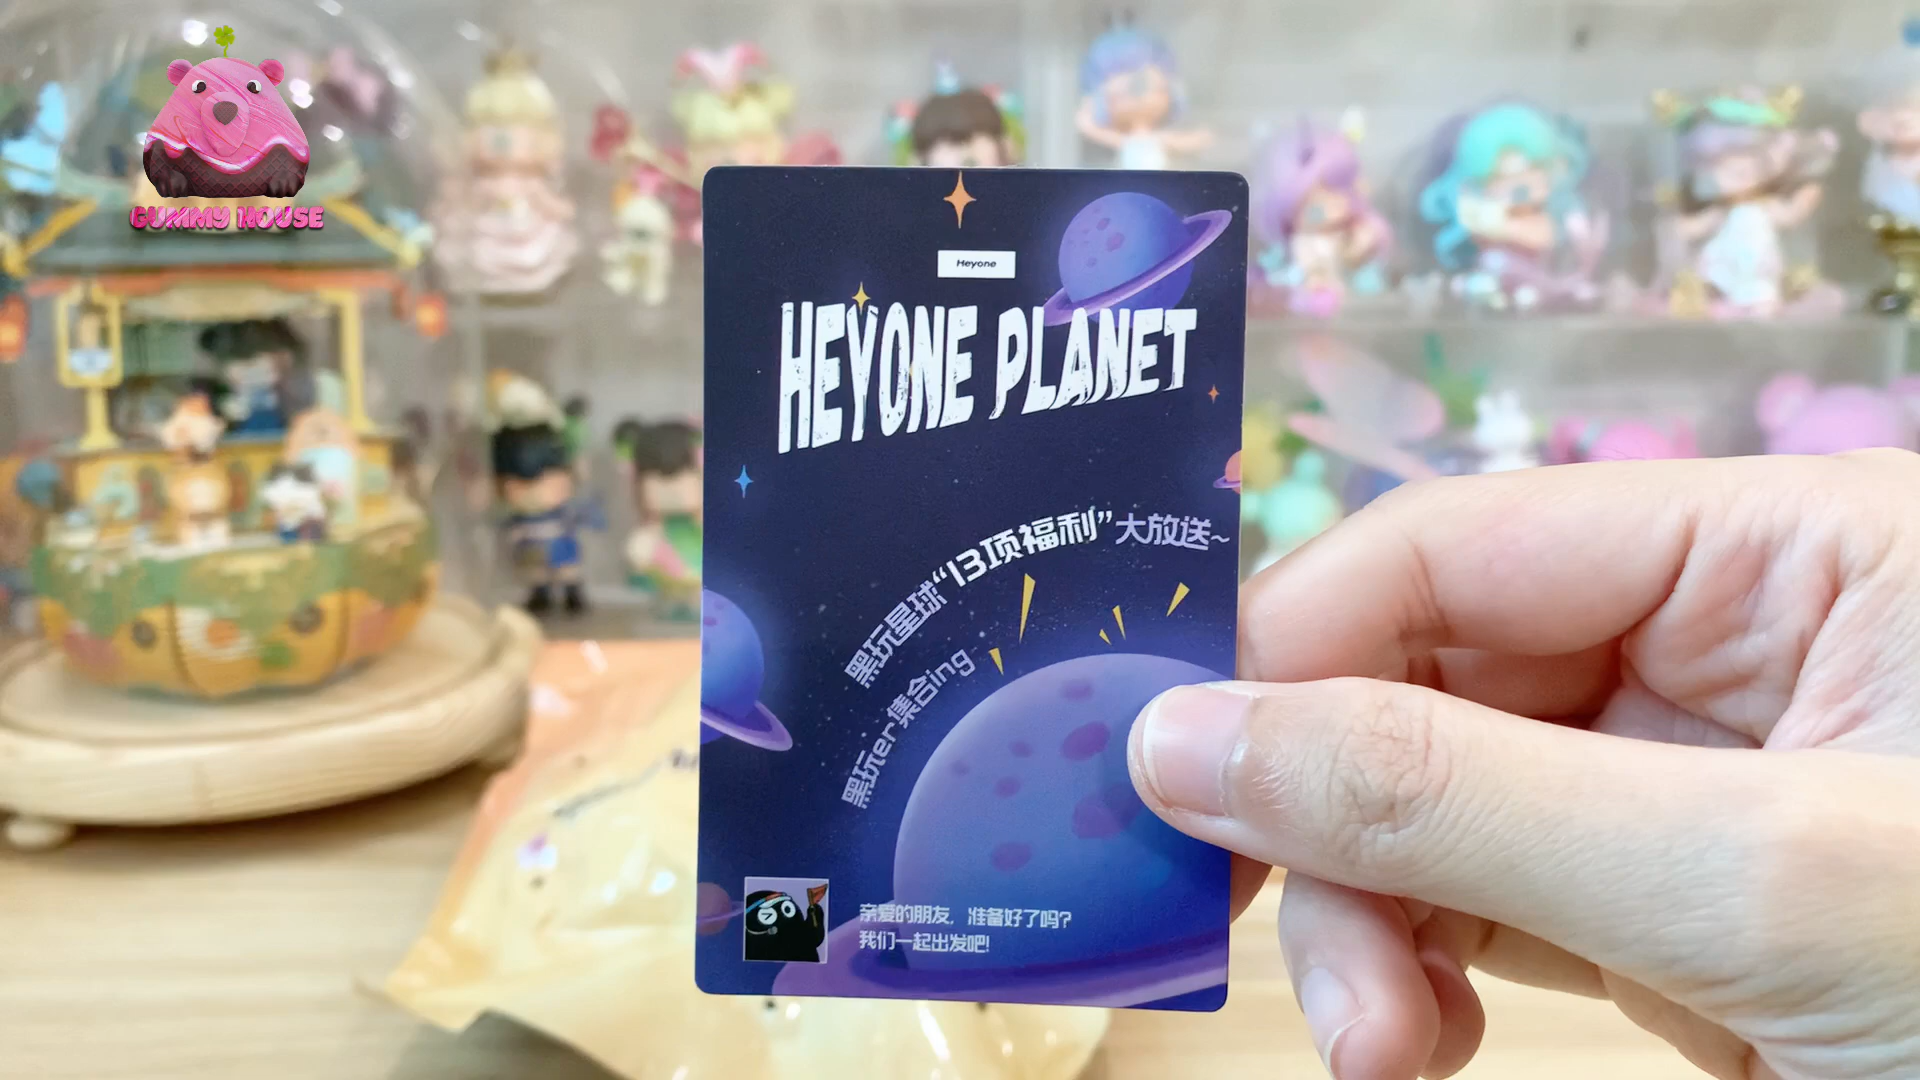 GUMMY HOUSE
Heyone
HEYONE PLANET
黑玩星球“13项福利”大放送~
黑玩er集合ing
亲爱的朋友，准备好了吗?
我们一起出发吧!